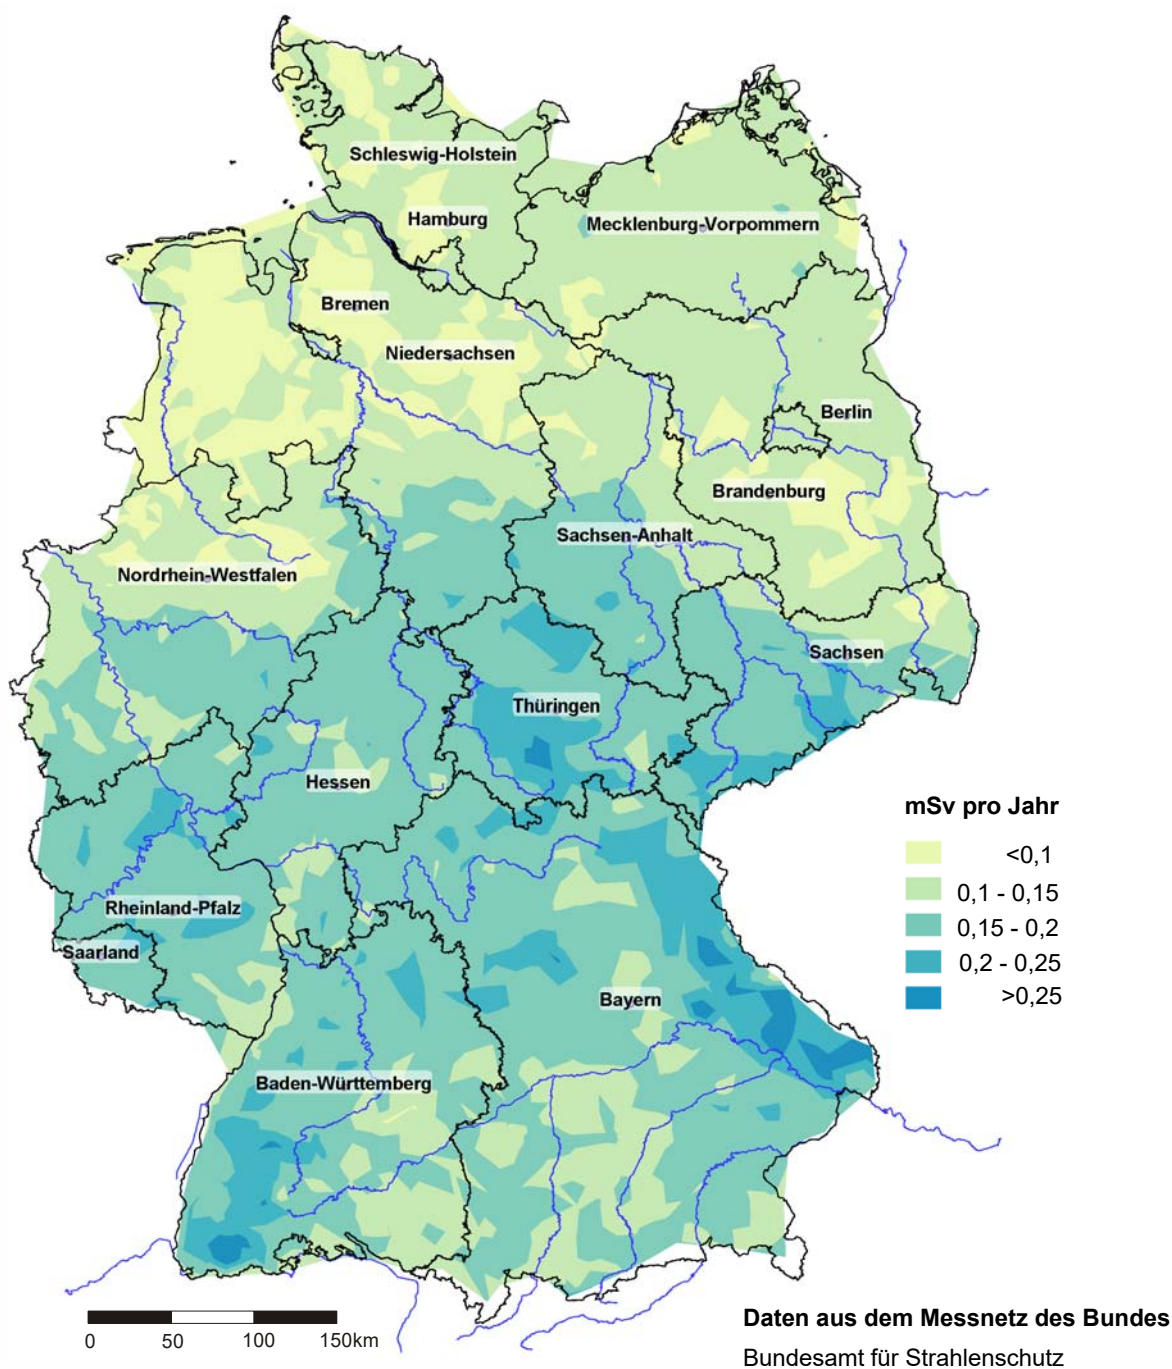 Schleswig-Holstein
Hamburg
Mecklenburg-Vorpommern
Bremen
Niedersachsen
Berlin
Brandenburg
Sachsen-Anhalt
Nordrhein-Westfalen
Sachsen
Thüringen
Hessen
mSv pro Jahr
<0,1
0,1 - 0,15
0,15 - 0,2
0,2 - 0,25
>0,25
Rheinland-Pfalz
Saarland
Bayern
Baden-Württemberg
0 50 100 150km
Daten aus dem Messnetz des Bundes
Bundesamt für Strahlenschutz